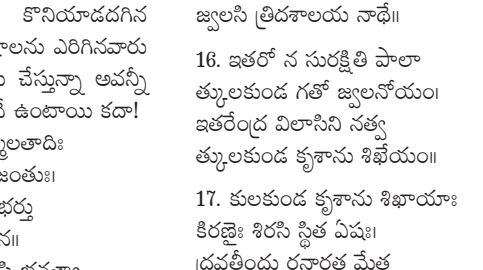 కొనియాడదగిన
ఎరిగినవారు
చేస్తున్నా అవన్నీ
ఉంటాయి కదా!
జ్వలసి త్రిదశాలయ నాథే॥
16. ఇతరో న సురక్షితి పాలా
త్కులకుండ గతో జ్వలనోయం।
ఇతరేంద్ర విలాసిని నత్వ
త్కులకుండ కృశాను శిఖేయం॥
17. కులకుండ కృశాను శిఖాయాః
కిరణైః శిరసి స్థిత ఏషః।
ద్రవతీందు రనారత మేత